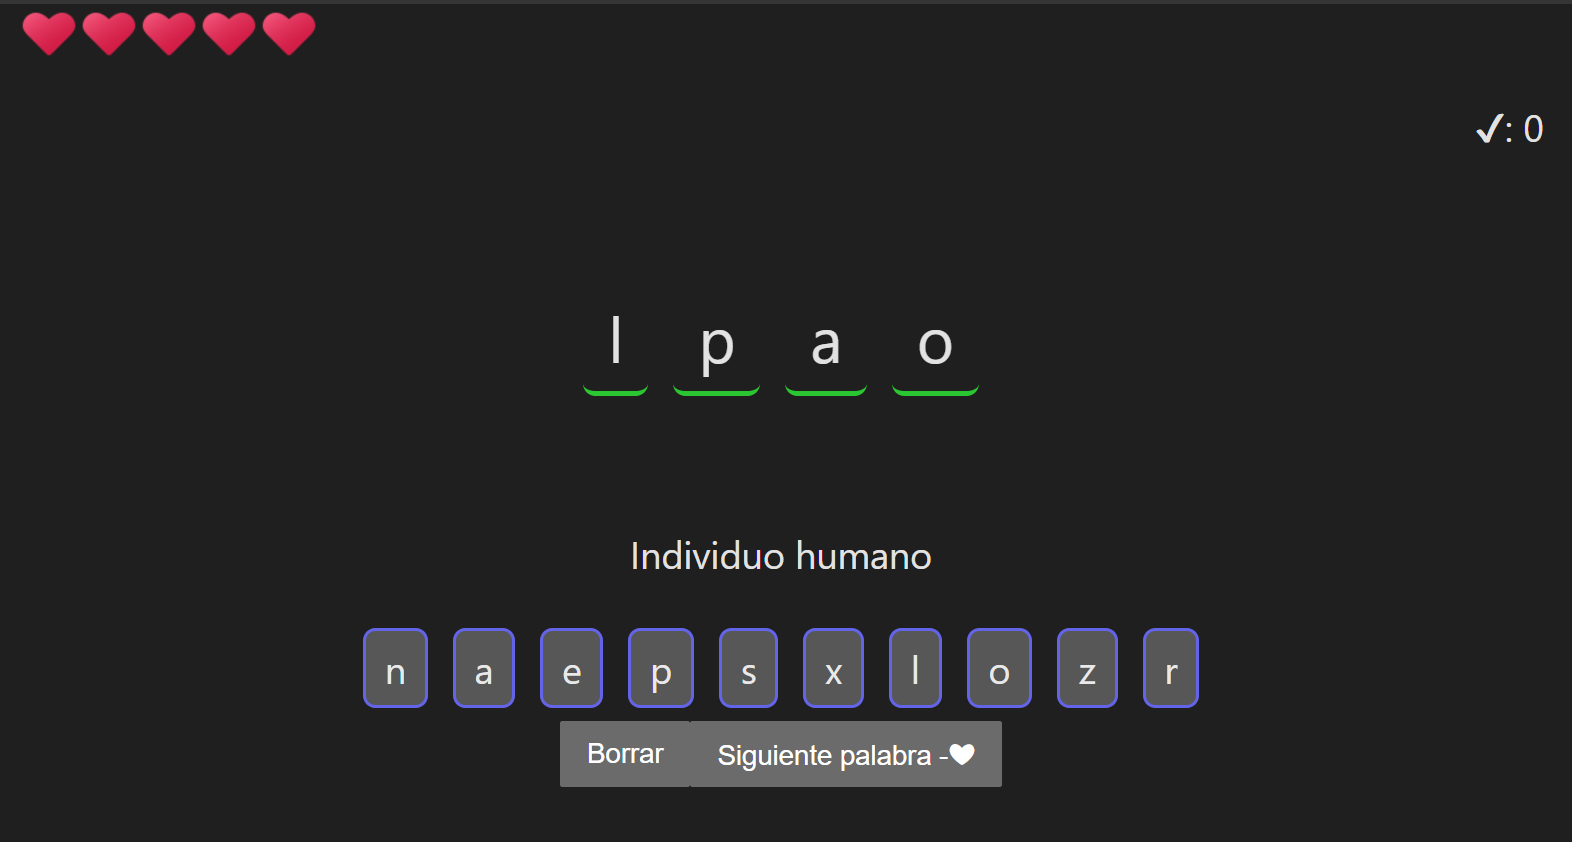 ✓: 0
l p a o
Individuo humano
n a e p s x l o z r
Borrar Siguiente palabra -♥